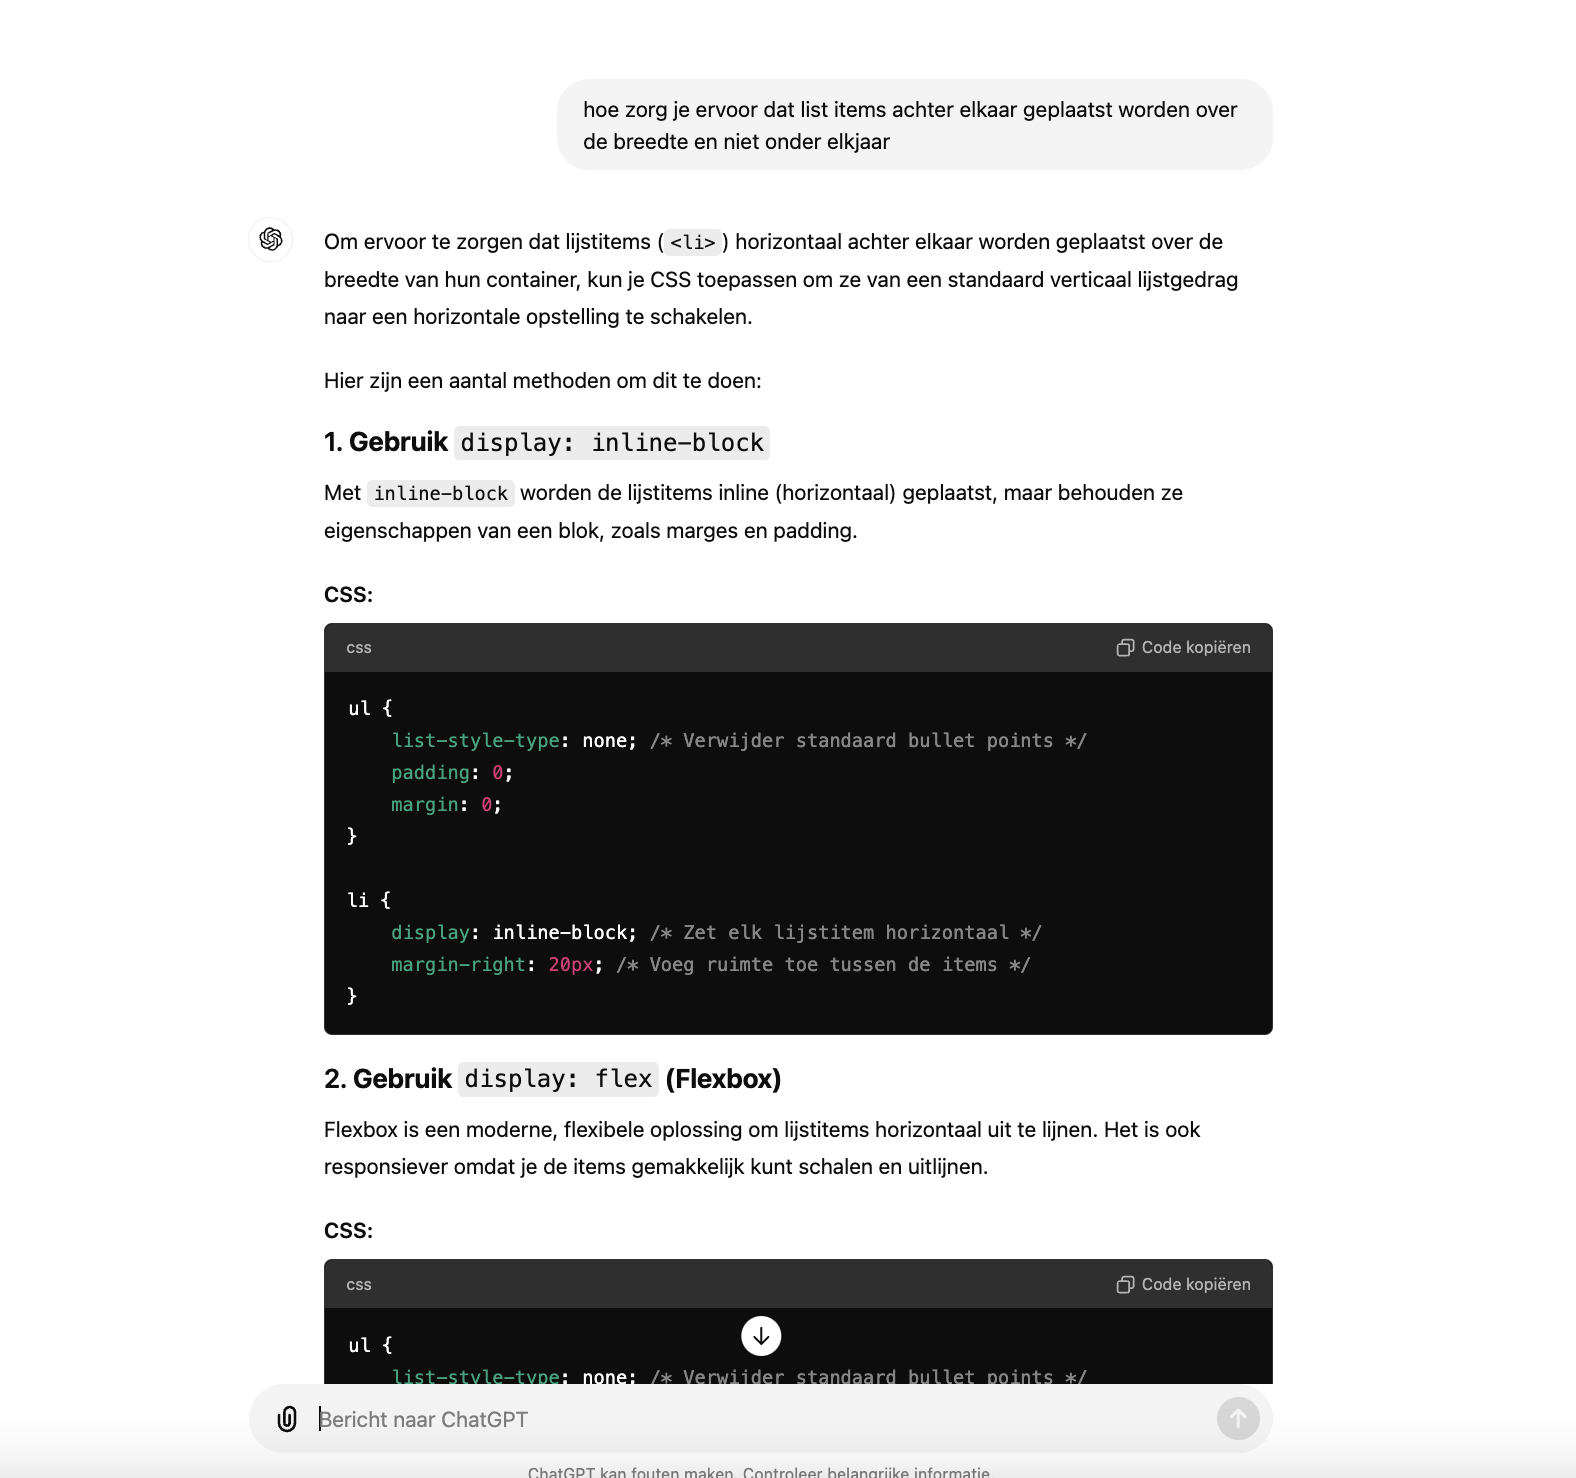 hoe zorg je ervoor dat list items achter elkaar geplaatst worden over
de breedte en niet onder elkjaar
Om ervoor te zorgen dat lijstitems (<li>) horizontaal achter elkaar worden geplaatst over de
breedte van hun container, kun je CSS toepassen om ze van een standaard verticaal lijstgedrag
naar een horizontale opstelling te schakelen.
Hier zijn een aantal methoden om dit te doen:
1. Gebruik display: inline-block
Met inline-block worden de lijstitems inline (horizontaal) geplaatst, maar behouden ze
eigenschappen van een blok, zoals marges en padding.
CSS:
css Code kopiëren
ul {
    list-style-type: none; /* Verwijder standaard bullet points */
    padding: 0;
    margin: 0;
}
li {
    display: inline-block; /* Zet elk lijstitem horizontaal */
    margin-right: 20px; /* Voeg ruimte toe tussen de items */
}
2. Gebruik display: flex (Flexbox)
Flexbox is een moderne, flexibele oplossing om lijstitems horizontaal uit te lijnen. Het is ook
responsiever omdat je de items gemakkelijk kunt schalen en uitlijnen.
CSS:
css Code kopiëren
ul {
    list-style-type: none; /* Verwijder standaard bullet points */
Bericht naar ChatGPT
ChatGPT kan fouten maken. Controleer belangrijke informatie.